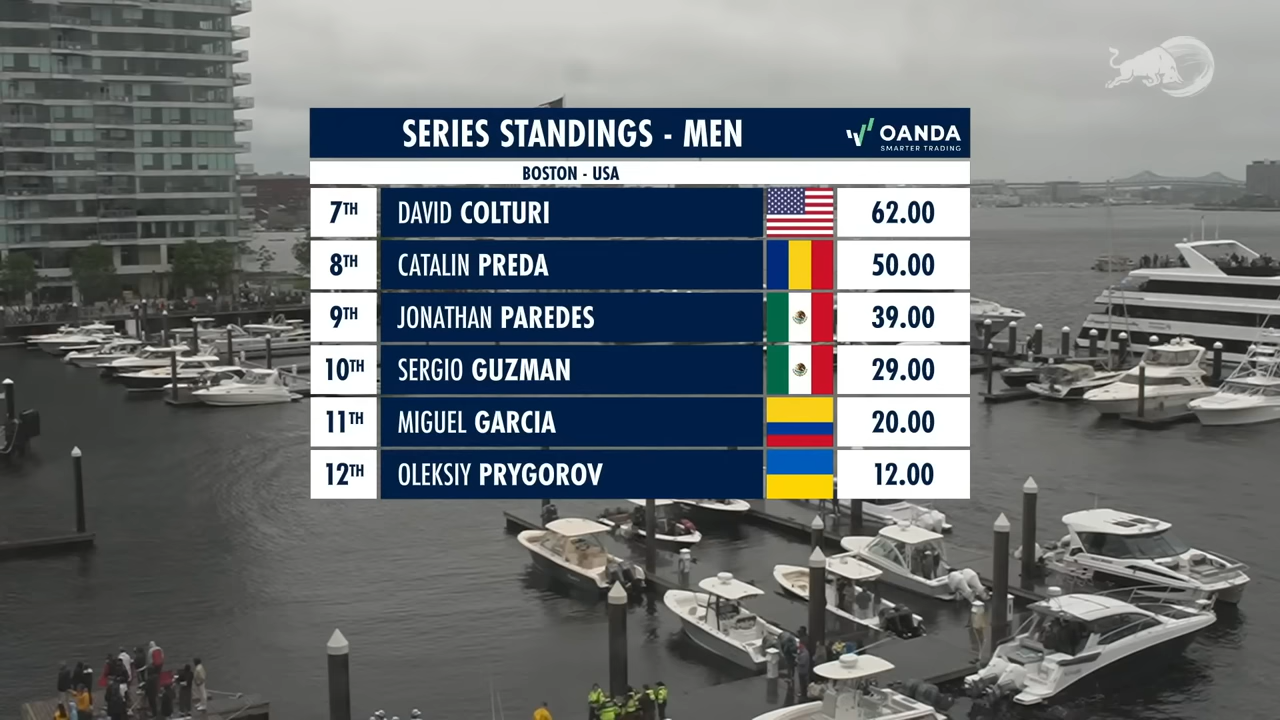 SERIES STANDINGS - MEN
OANDA
SMARTER TRADING
BOSTON - USA
7TH DAVID COLTURI 62.00
8TH CATALIN PREDA 50.00
9TH JONATHAN PAREDES 39.00
10TH SERGIO GUZMAN 29.00
11TH MIGUEL GARCIA 20.00
12TH OLEKSIY PRYGOROV 12.00